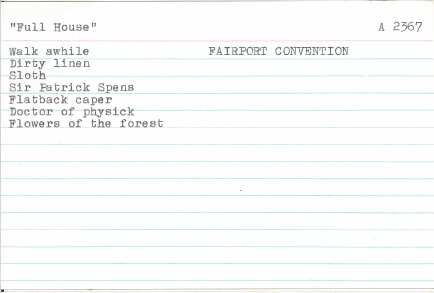 "Full House" A 2367
Walk awhile FAIRPORT CONVENTION
Dirty linen
Sloth
Sir Patrick Spens
Flatback caper
Doctor of physick
Flowers of the forest